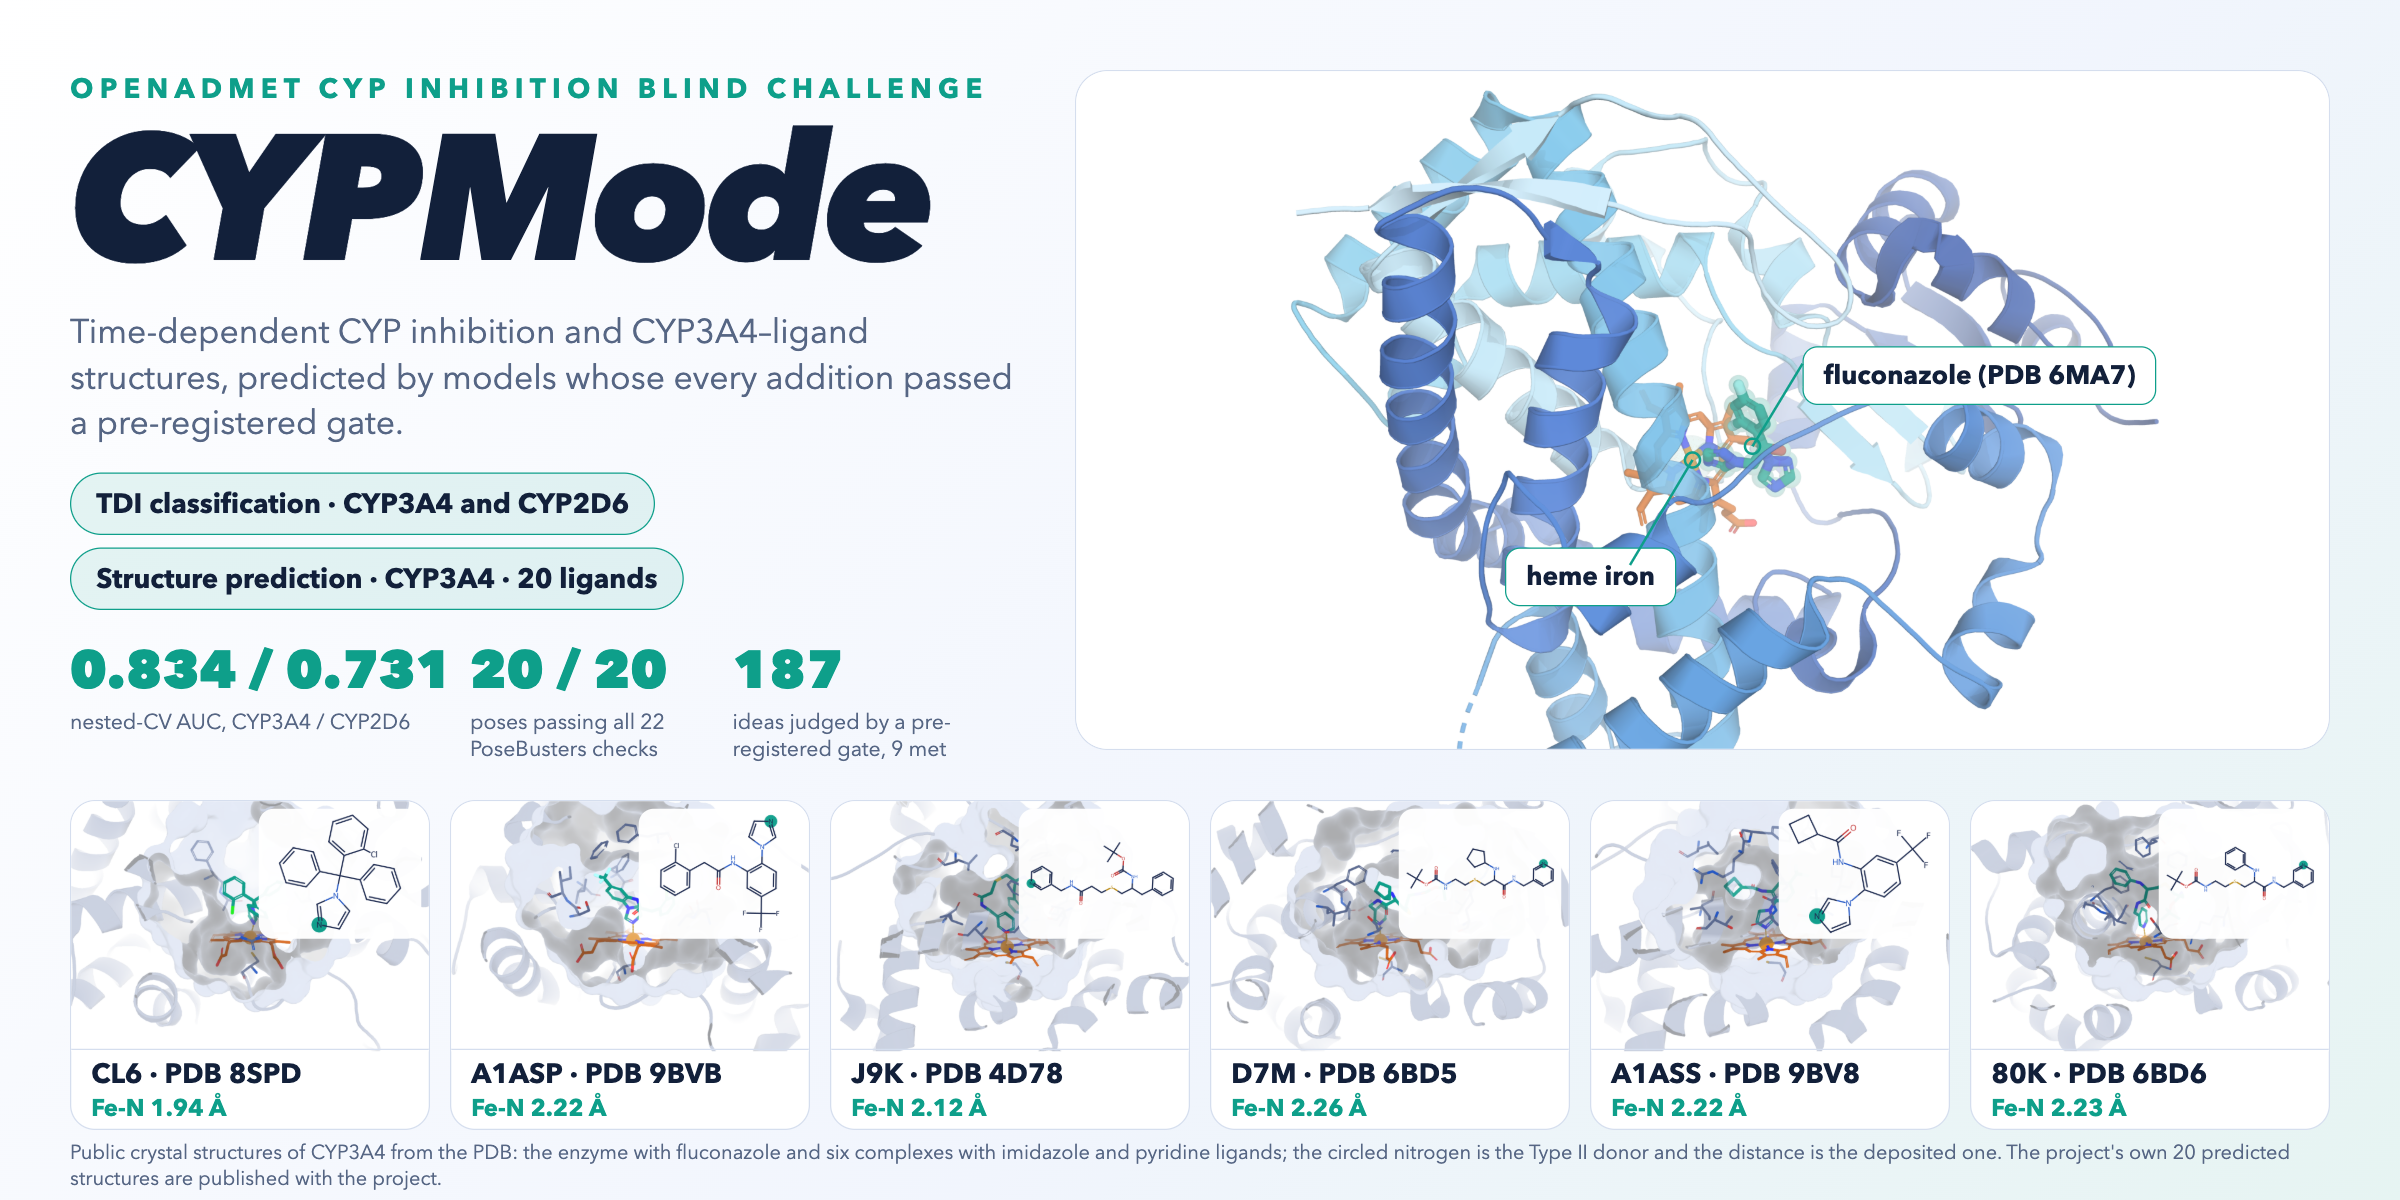 OPENADMET CYP INHIBITION BLIND CHALLENGE
CYPMode
Time-dependent CYP inhibition and CYP3A4–ligand
structures, predicted by models whose every addition passed
a pre-registered gate.
TDI classification · CYP3A4 and CYP2D6
Structure prediction · CYP3A4 · 20 ligands
0.834 / 0.731
nested-CV AUC, CYP3A4 / CYP2D6
20 / 20
poses passing all 22
PoseBusters checks
187
ideas judged by a pre-
registered gate, 9 met
fluconazole (PDB 6MA7)
heme iron
CL6 · PDB 8SPD
Fe-N 1.94 Å
A1ASP · PDB 9BVB
Fe-N 2.22 Å
J9K · PDB 4D78
Fe-N 2.12 Å
D7M · PDB 6BD5
Fe-N 2.26 Å
A1ASS · PDB 9BV8
Fe-N 2.22 Å
80K · PDB 6BD6
Fe-N 2.23 Å
Public crystal structures of CYP3A4 from the PDB: the enzyme with fluconazole and six complexes with imidazole and pyridine ligands; the circled nitrogen is the Type II donor and the distance is the deposited one. The project's own 20 predicted
structures are published with the project.